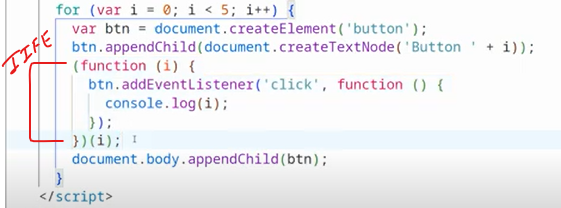 for (var i = 0; i < 5; i++) {
var btn = document.createElement('button');
btn.appendChild(document.createTextNode('Button ' + i));
IIFE
(function (i) {
btn.addEventListener('click', function () {
console.log(i);
});
})(i);
document.body.appendChild(btn);
}
</script>